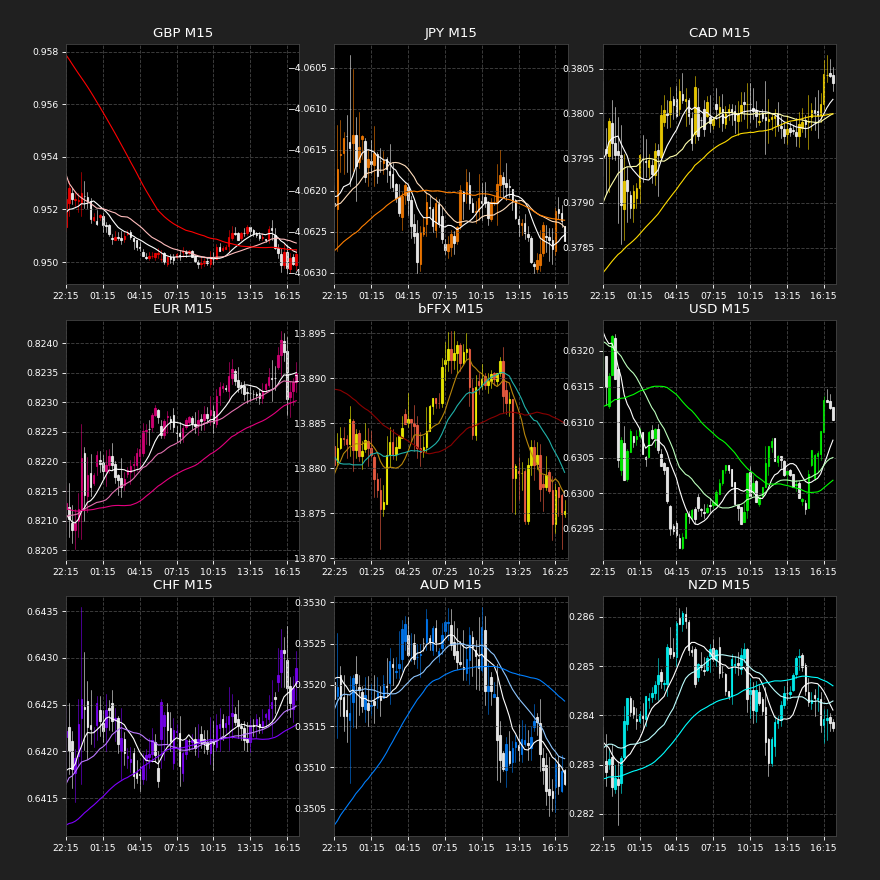 GBP M15
0.958
0.956
0.954
0.952
0.950
22:15 01:15 04:15 07:15 10:15 13:15 16:15
JPY M15
−4.0605
−4.0610
−4.0615
−4.0620
−4.0625
−4.0630
22:15 01:15 04:15 07:15 10:15 13:15 16:15
CAD M15
0.3805
0.3800
0.3795
0.3790
0.3785
22:15 01:15 04:15 07:15 10:15 13:15 16:15
EUR M15
0.8240
0.8235
0.8230
0.8225
0.8220
0.8215
0.8210
0.8205
22:15 01:15 04:15 07:15 10:15 13:15 16:15
bFFX M15
13.895
13.890
13.885
13.880
13.875
13.870
22:25 01:25 04:25 07:25 10:25 13:25 16:25
USD M15
0.6320
0.6315
0.6310
0.6305
0.6300
0.6295
22:15 01:15 04:15 07:15 10:15 13:15 16:15
CHF M15
0.6435
0.6430
0.6425
0.6420
0.6415
22:15 01:15 04:15 07:15 10:15 13:15 16:15
AUD M15
0.3530
0.3525
0.3520
0.3515
0.3510
0.3505
22:15 01:15 04:15 07:15 10:15 13:15 16:15
NZD M15
0.286
0.285
0.284
0.283
0.282
22:15 01:15 04:15 07:15 10:15 13:15 16:15